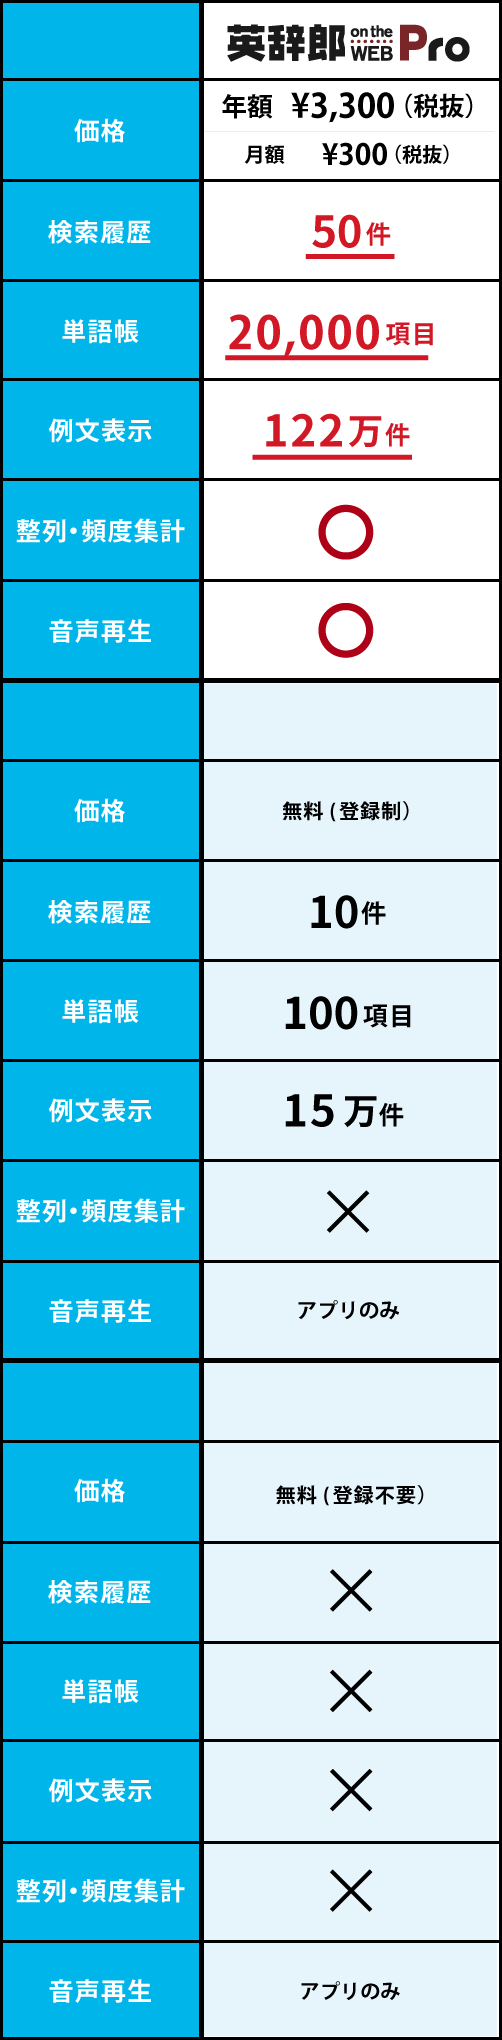 英辞郎 on the WEB Pro
価格
年額 ¥3,300（税抜）
月額 ¥300（税抜）
検索履歴
50件
単語帳
20,000項目
例文表示
122万件
整列・頻度集計
○
音声再生
○
価格
無料 (登録制）
検索履歴
10件
単語帳
100項目
例文表示
15万件
整列・頻度集計
×
音声再生
アプリのみ
価格
無料 (登録不要）
検索履歴
×
単語帳
×
例文表示
×
整列・頻度集計
×
音声再生
アプリのみ